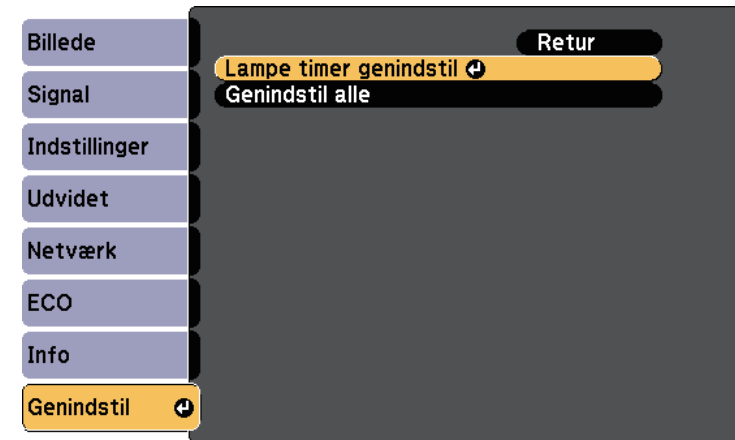 Billede
Signal
Indstillinger
Udvidet
Netværk
ECO
Info
Genindstil
Retur
Lampe timer genindstil
Genindstil alle